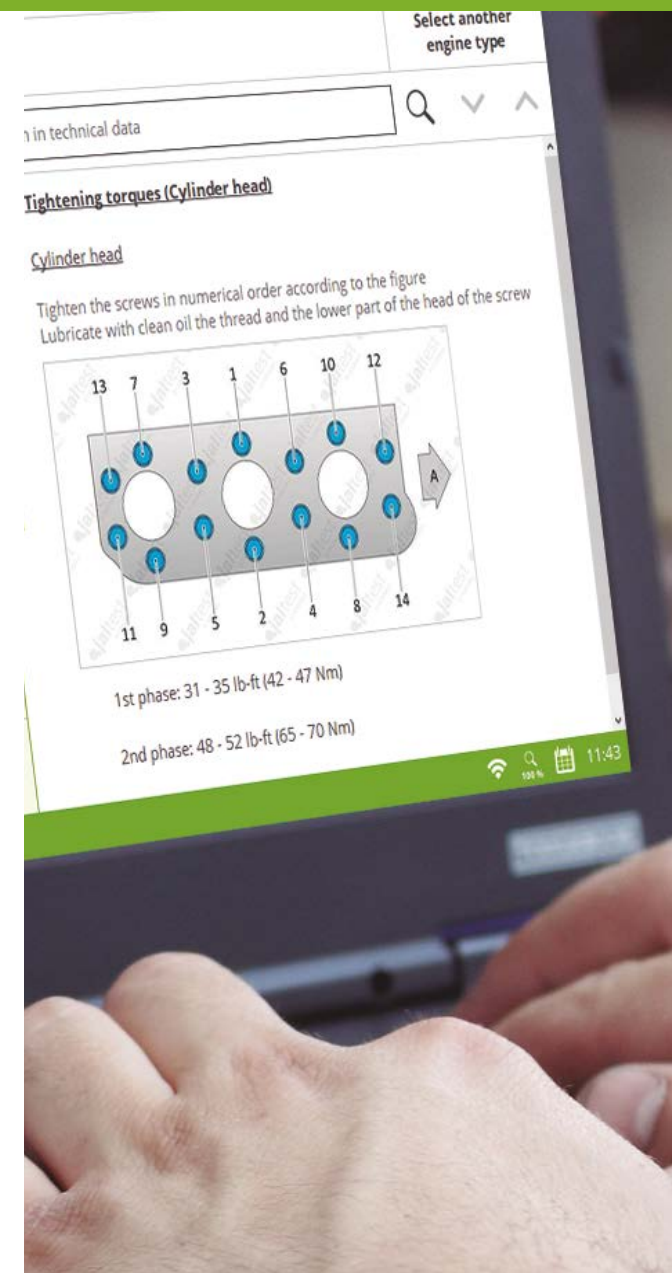 Select another
engine type
in technical data
Tightening torques (Cylinder head)
Cylinder head
Tighten the screws in numerical order according to the figure
Lubricate with clean oil the thread and the lower part of the head of the screw
13 7 3 1 6 10 12
A
11 9 5 2 4 8 14
Jaltest
1st phase: 31 - 35 lb-ft (42 - 47 Nm)
2nd phase: 48 - 52 lb-ft (65 - 70 Nm)
100 % 11:43